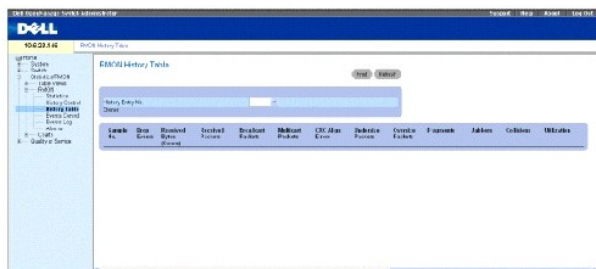 Dell OpenManage Switch Administrator
Support Help About Log Out
DELL
10.6.23.145
RMON History Table
Home
System
Switch
Statistics/RMON
Table Views
RMON
Statistics
History Control
History Table
Events Control
Events Log
Alarms
Charts
Quality of Service
RMON History Table
Print Refresh
History Entry No.
Owner
Sample No.
Drop Events
Received Bytes (Octets)
Received Packets
Broadcast Packets
Multicast Packets
CRC Align Errors
Undersize Packets
Oversize Packets
Fragments
Jabbers
Collisions
Utilization